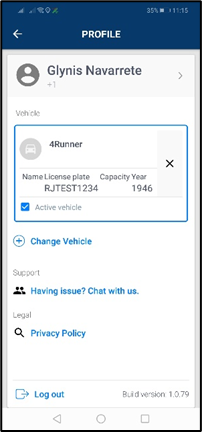 35% 11:15
PROFILE
Glynis Navarrete
+1
Vehicle
4Runner
Name License plate Capacity Year
RJTEST1234 1946
Active vehicle
Change Vehicle
Support
Having issue? Chat with us.
Legal
Privacy Policy
Log out Build version: 1.0.79